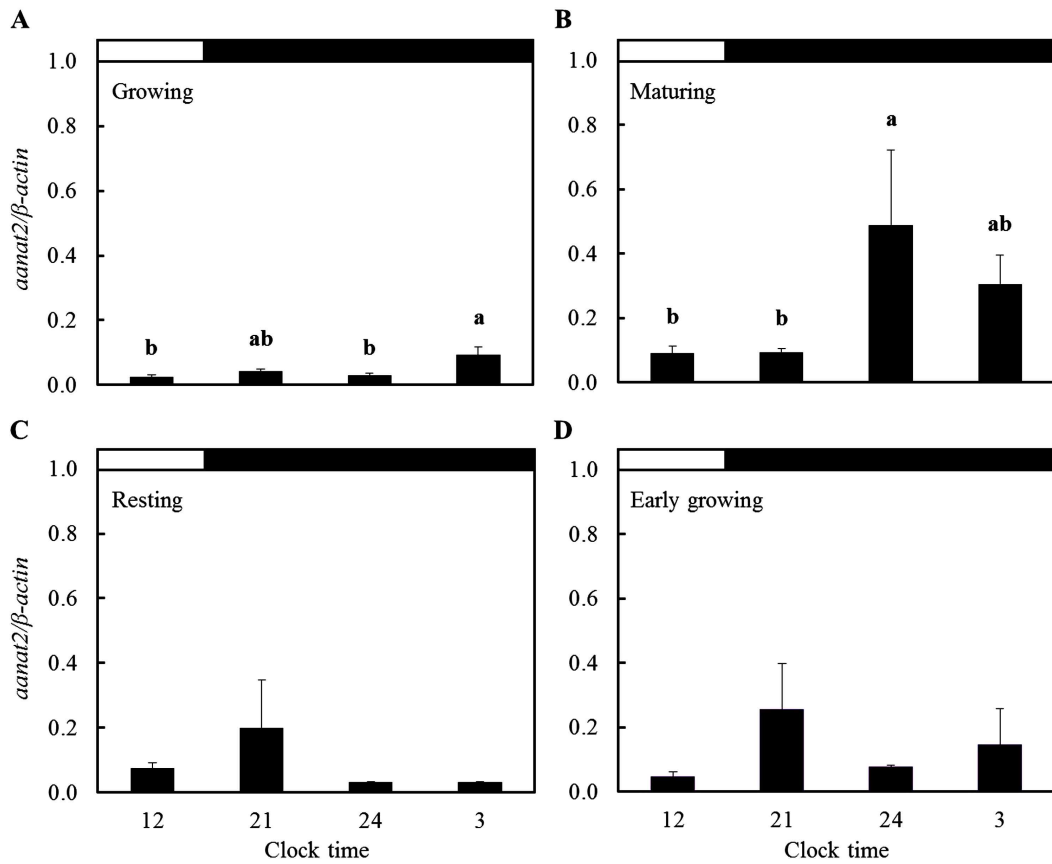 A
1.0
0.8
0.6
0.4
0.2
0.0
aanat2/β-actin
Growing
b
ab
b
a
B
1.0
0.8
0.6
0.4
0.2
0.0
Maturing
b
b
a
ab
C
1.0
0.8
0.6
0.4
0.2
0.0
aanat2/β-actin
Resting
12 21 24 3
Clock time
D
1.0
0.8
0.6
0.4
0.2
0.0
Early growing
12 21 24 3
Clock time